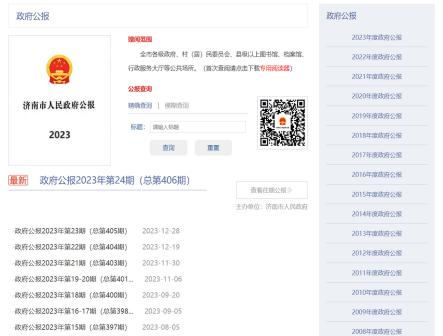 政府公报
赠阅范围
全市各级政府、村（居）民委员会、县级以上图书馆、档案馆、
行政服务大厅等公共场所。（首次查阅请点击下载专用阅读器）
济南市人民政府公报
2023
公报查询
精确查询 | 模糊查询
标题： 请输入标题
查询 重置
最新 政府公报2023年第24期（总第406期）
查看往期公报
主办单位：济南市人民政府
政府公报2023年第23期（总第405期） 2023-12-28
政府公报2023年第22期（总第404期） 2023-12-19
政府公报2023年第21期（总第403期） 2023-11-30
政府公报2023年第19-20期（总第401... 2023-11-06
政府公报2023年第18期（总第400期） 2023-09-20
政府公报2023年第16-17期（总第398... 2023-09-05
政府公报2023年第15期（总第397期） 2023-08-05
政府公报
2023年度政府公报
2022年度政府公报
2021年度政府公报
2020年度政府公报
2019年度政府公报
2018年度政府公报
2017年度政府公报
2016年度政府公报
2015年度政府公报
2014年度政府公报
2013年度政府公报
2012年度政府公报
2011年度政府公报
2010年度政府公报
2009年度政府公报
2008年度政府公报